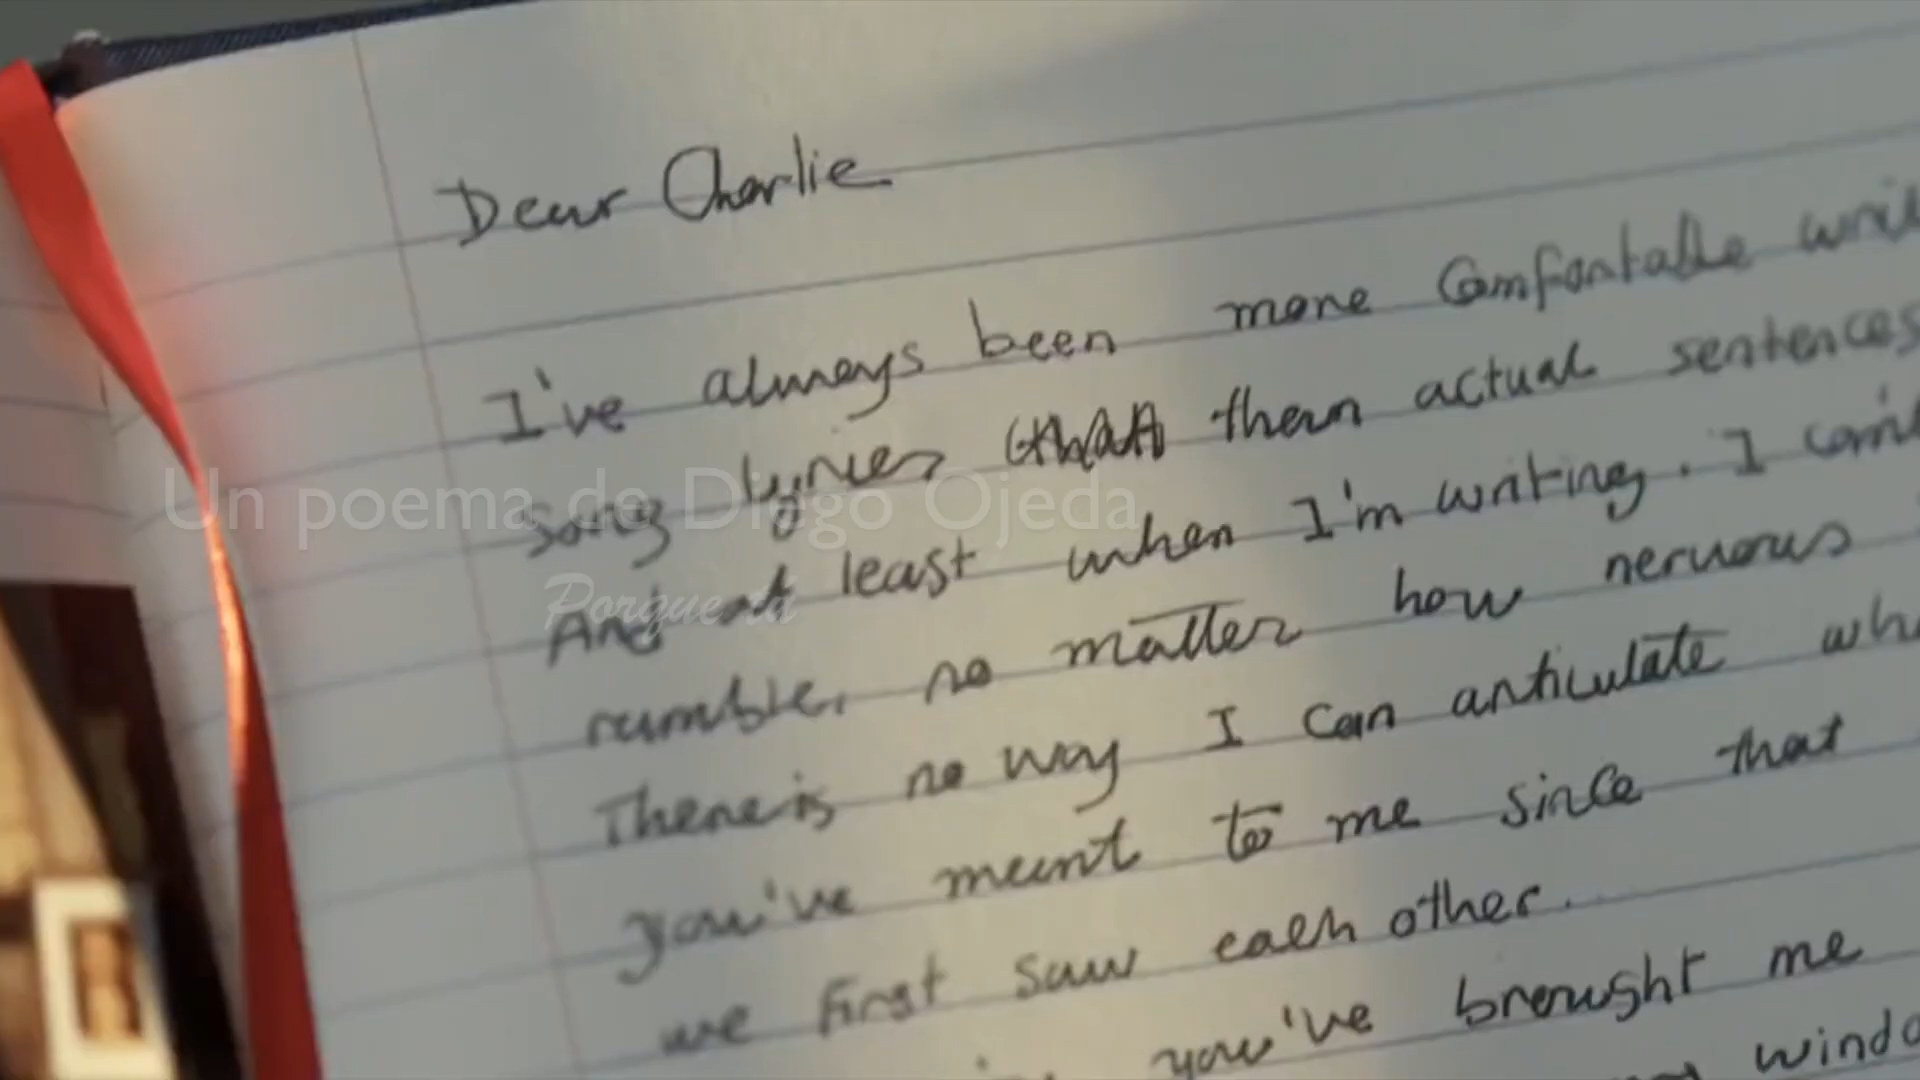 Dear Charlie
I've always been more Comfortable
song lyrics than then actual sentences
And at least when I'm writing. I
rumble, no matter how nervous
There is no way I can articulate
you've meant to me since that
we first saw each other.
you've brought me
Un poema de Diego Ojeda